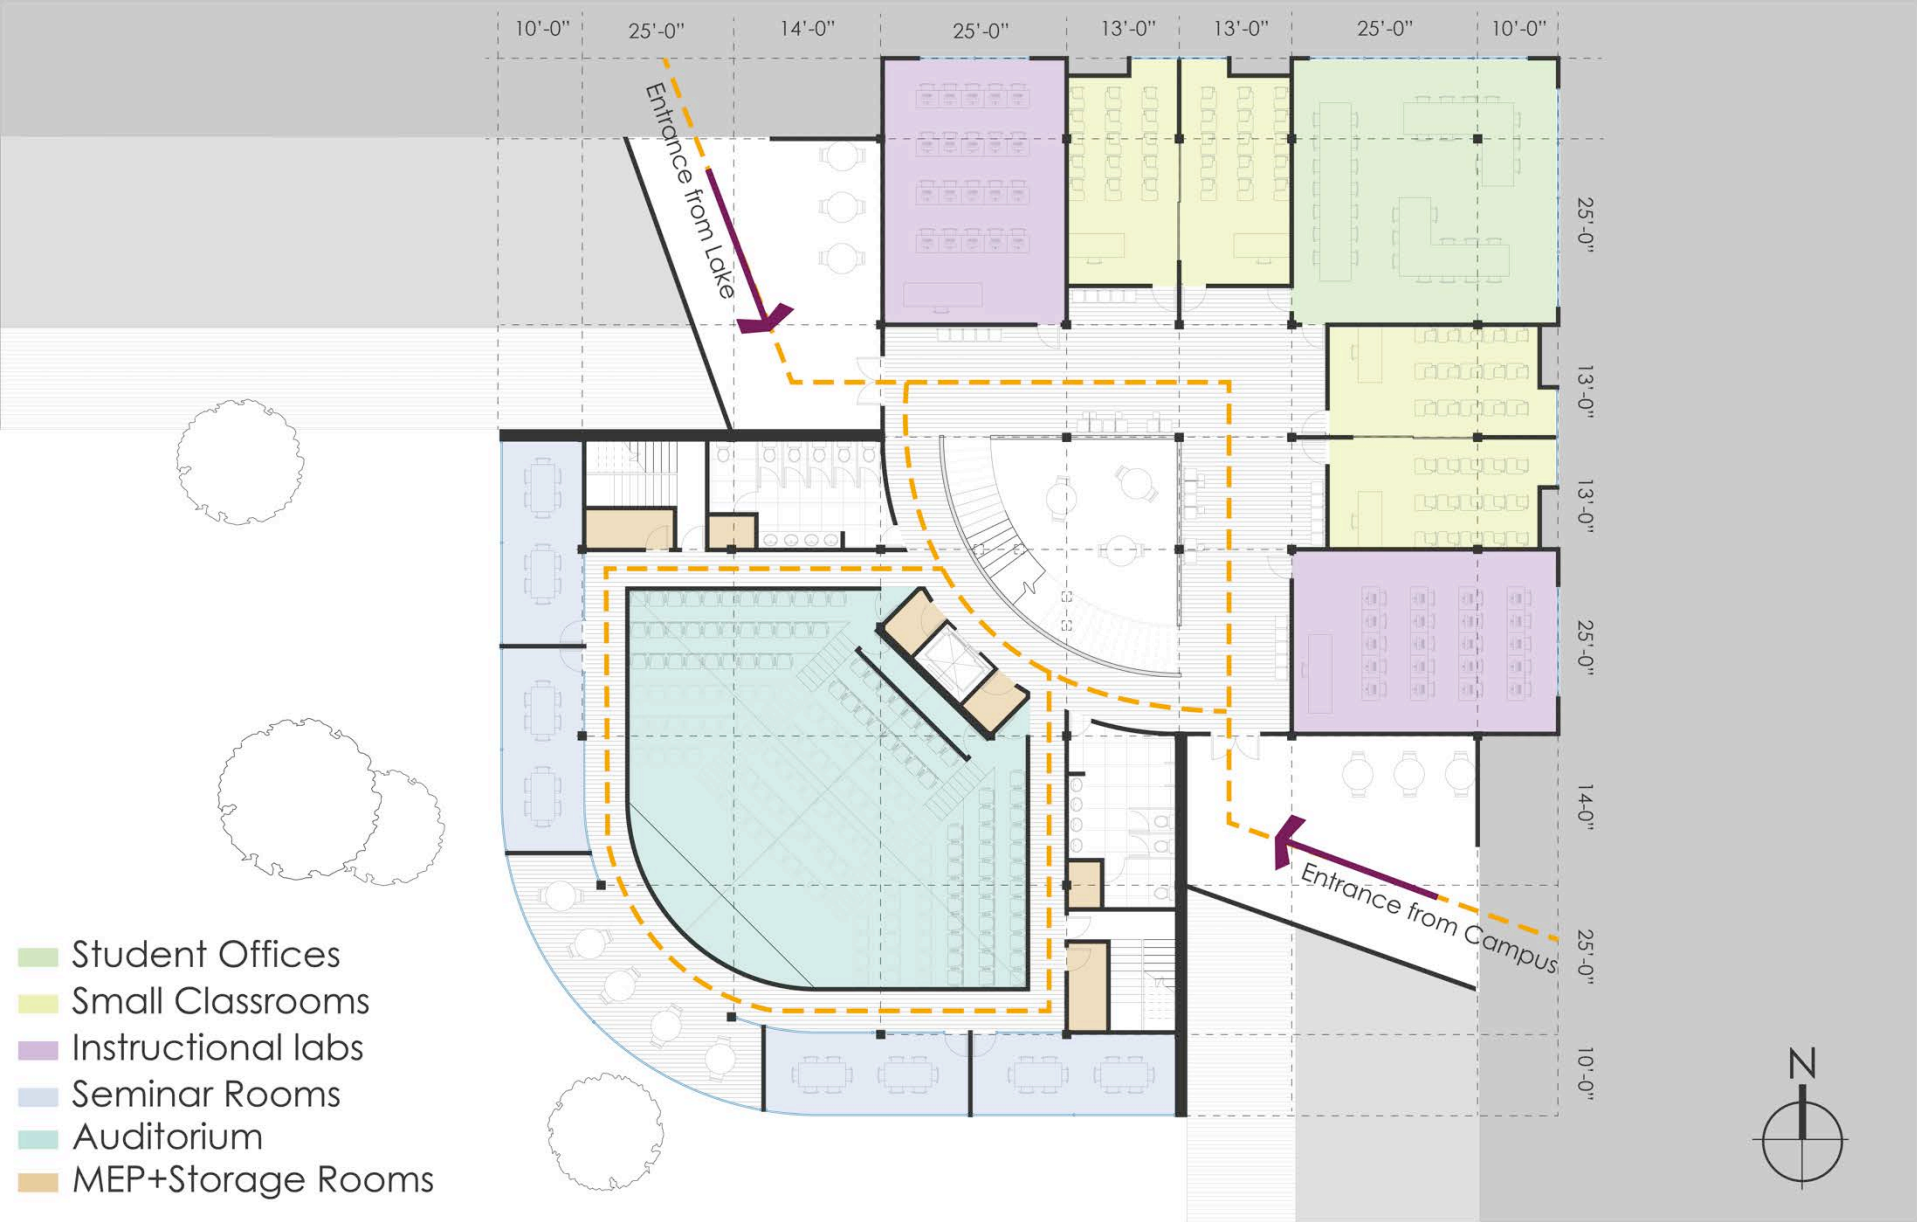 10'-0"
25'-0"
14'-0"
25'-0"
13'-0"
13'-0"
25'-0"
10'-0"
Entrance from Lake
25'-0"
13'-0"
13'-0"
25'-0"
14'-0"
25'-0"
10'-0"
Entrance from Campus
Student Offices
Small Classrooms
Instructional labs
Seminar Rooms
Auditorium
MEP+Storage Rooms
N